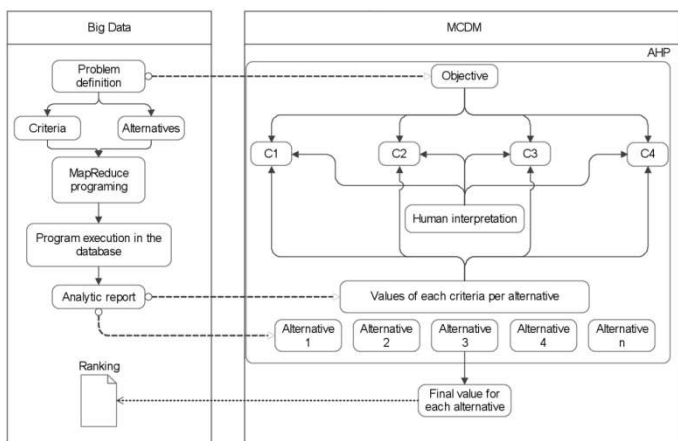 Big Data
MCDM
AHP
Problem
definition
Objective
Criteria
Alternatives
C1
C2
C3
C4
MapReduce
programing
Human interpretation
Program execution in the
database
Analytic report
Values of each criteria per alternative
Alternative
1
Alternative
2
Alternative
3
Alternative
4
Alternative
n
Ranking
Final value for
each alternative